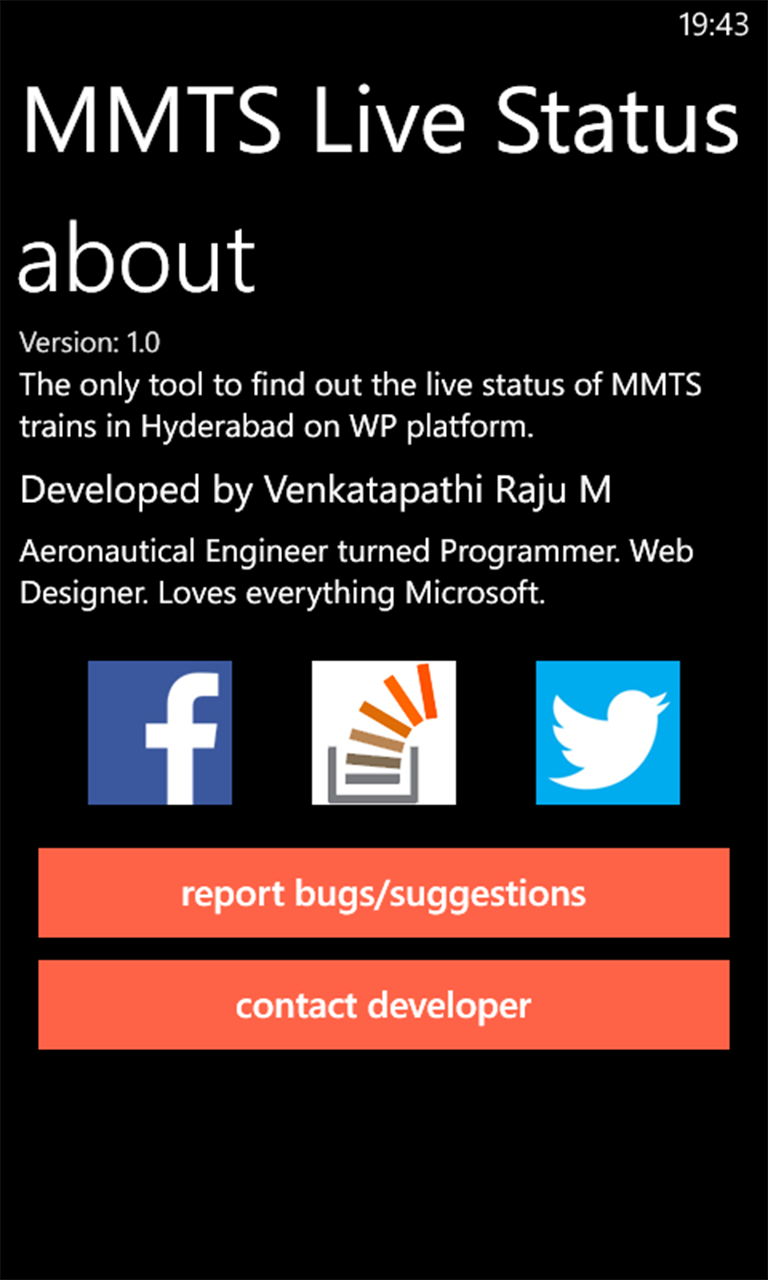 19:43
MMTS Live Status
about
Version: 1.0
The only tool to find out the live status of MMTS
trains in Hyderabad on WP platform.
Developed by Venkatapathi Raju M
Aeronautical Engineer turned Programmer. Web
Designer. Loves everything Microsoft.
report bugs/suggestions
contact developer